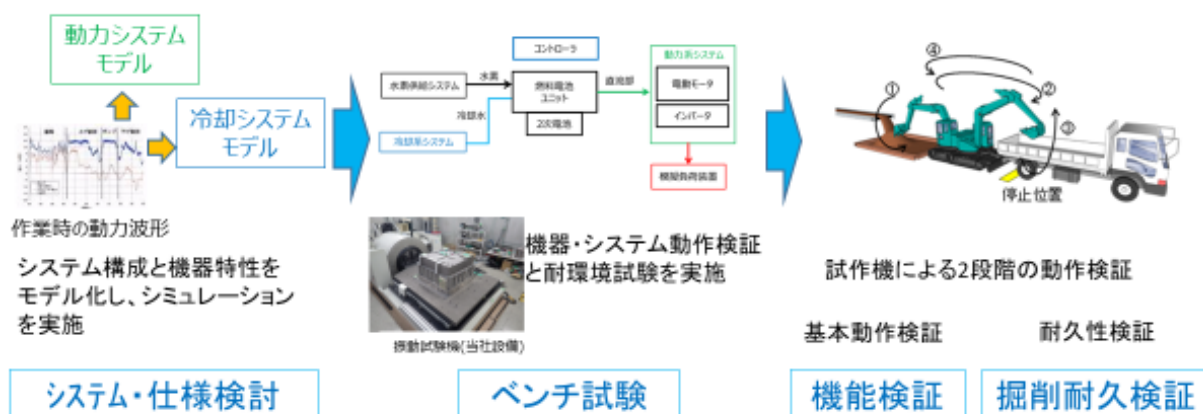 動力システム
モデル
冷却システム
モデル
作業時の動力波形
システム構成と機器特性を
モデル化し、シミュレーション
を実施
システム・仕様検討
コントローラ
水素供給システム
水素
燃料電池
ユニット
2次電池
冷却水
冷却系システム
直流部
動力系システム
電動モータ
インバータ
模擬負荷装置
機器・システム動作検証
と耐環境試験を実施
振動試験機(当社設備)
ベンチ試験
①
②
③
④
停止位置
試作機による2段階の動作検証
基本動作検証
耐久性検証
機能検証
掘削耐久検証